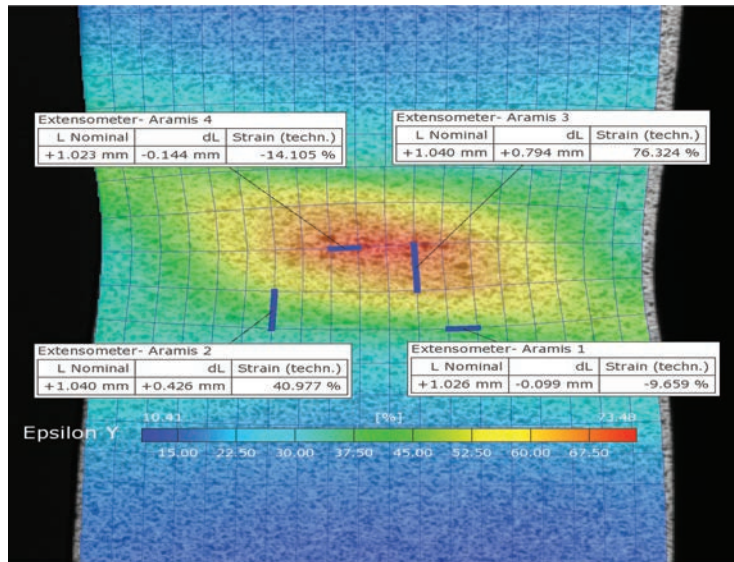 Extensometer- Aramis 4
L Nominal dL Strain (techn.)
+1.023 mm -0.144 mm -14.105 %
Extensometer- Aramis 3
L Nominal dL Strain (techn.)
+1.040 mm +0.794 mm 76.324 %
Extensometer- Aramis 2
L Nominal dL Strain (techn.)
+1.040 mm +0.426 mm 40.977 %
Extensometer- Aramis 1
L Nominal dL Strain (techn.)
+1.026 mm -0.099 mm -9.659 %
10.41 [%] 73.48
Epsilon Y
15.00 22.50 30.00 37.50 45.00 52.50 60.00 67.50